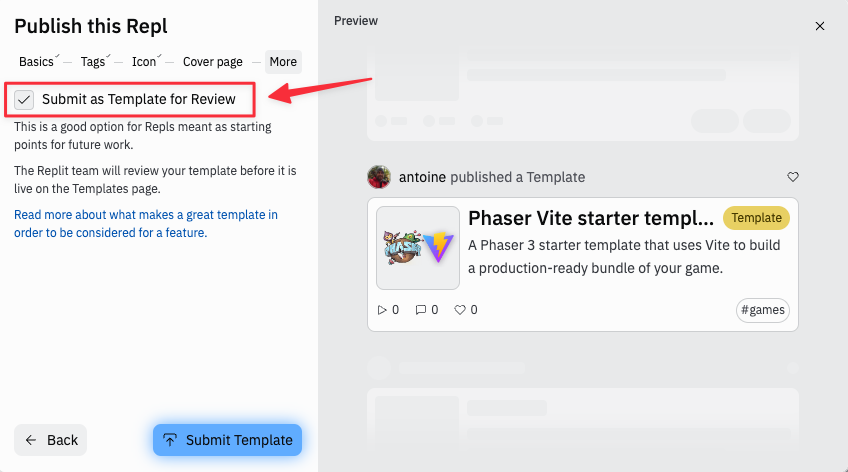 Publish this Repl
Basics
Tags
Icon
Cover page
More
Submit as Template for Review
This is a good option for Repls meant as starting
points for future work.
The Replit team will review your template before it is
live on the Templates page.
Read more about what makes a great template in
order to be considered for a feature.
Back
Submit Template
Preview
antoine published a Template
Phaser Vite starter templ...
Template
A Phaser 3 starter template that uses Vite to build
a production-ready bundle of your game.
0
0
0
#games